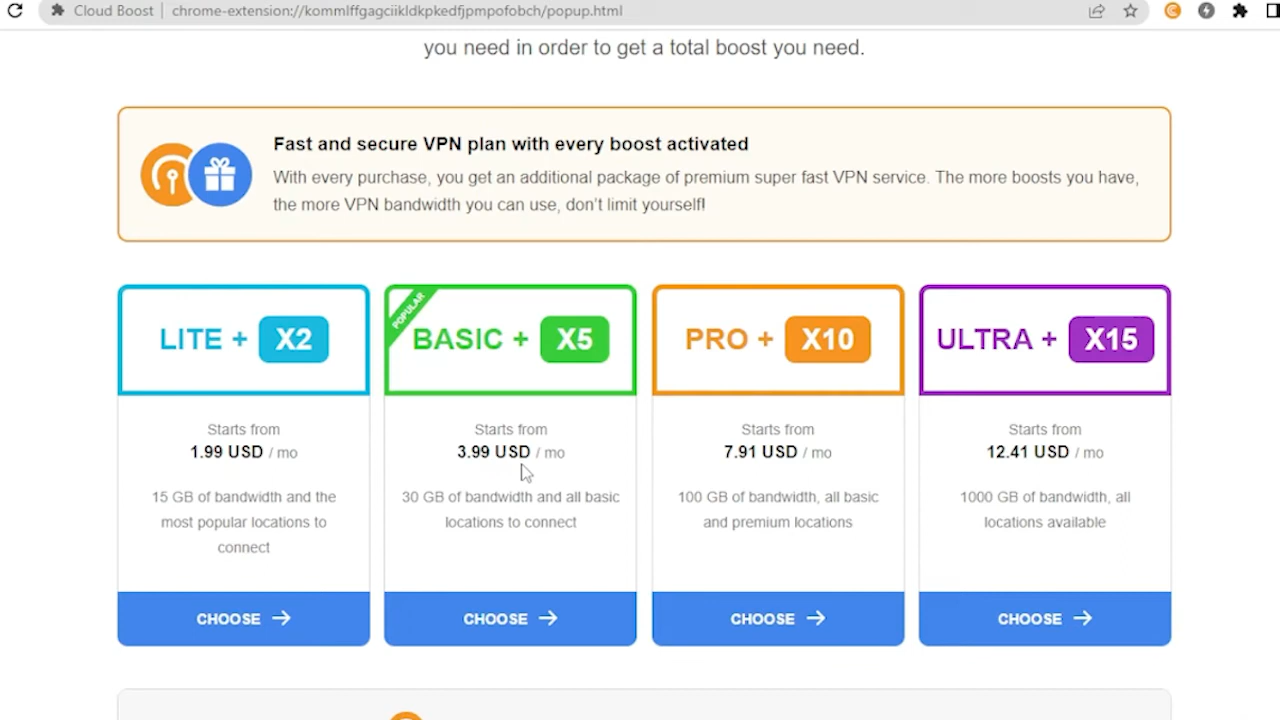 Cloud Boost | chrome-extension://kommlffgagciikldkpkedfjpmpofobch/popup.html
you need in order to get a total boost you need.
Fast and secure VPN plan with every boost activated
With every purchase, you get an additional package of premium super fast VPN service. The more boosts you have,
the more VPN bandwidth you can use, don't limit yourself!
POPULAR
LITE + X2
BASIC + X5
PRO + X10
ULTRA + X15
Starts from
1.99 USD / mo
15 GB of bandwidth and the
most popular locations to
connect
CHOOSE →
Starts from
3.99 USD / mo
30 GB of bandwidth and all basic
locations to connect
CHOOSE →
Starts from
7.91 USD / mo
100 GB of bandwidth, all basic
and premium locations
CHOOSE →
Starts from
12.41 USD / mo
1000 GB of bandwidth, all
locations available
CHOOSE →